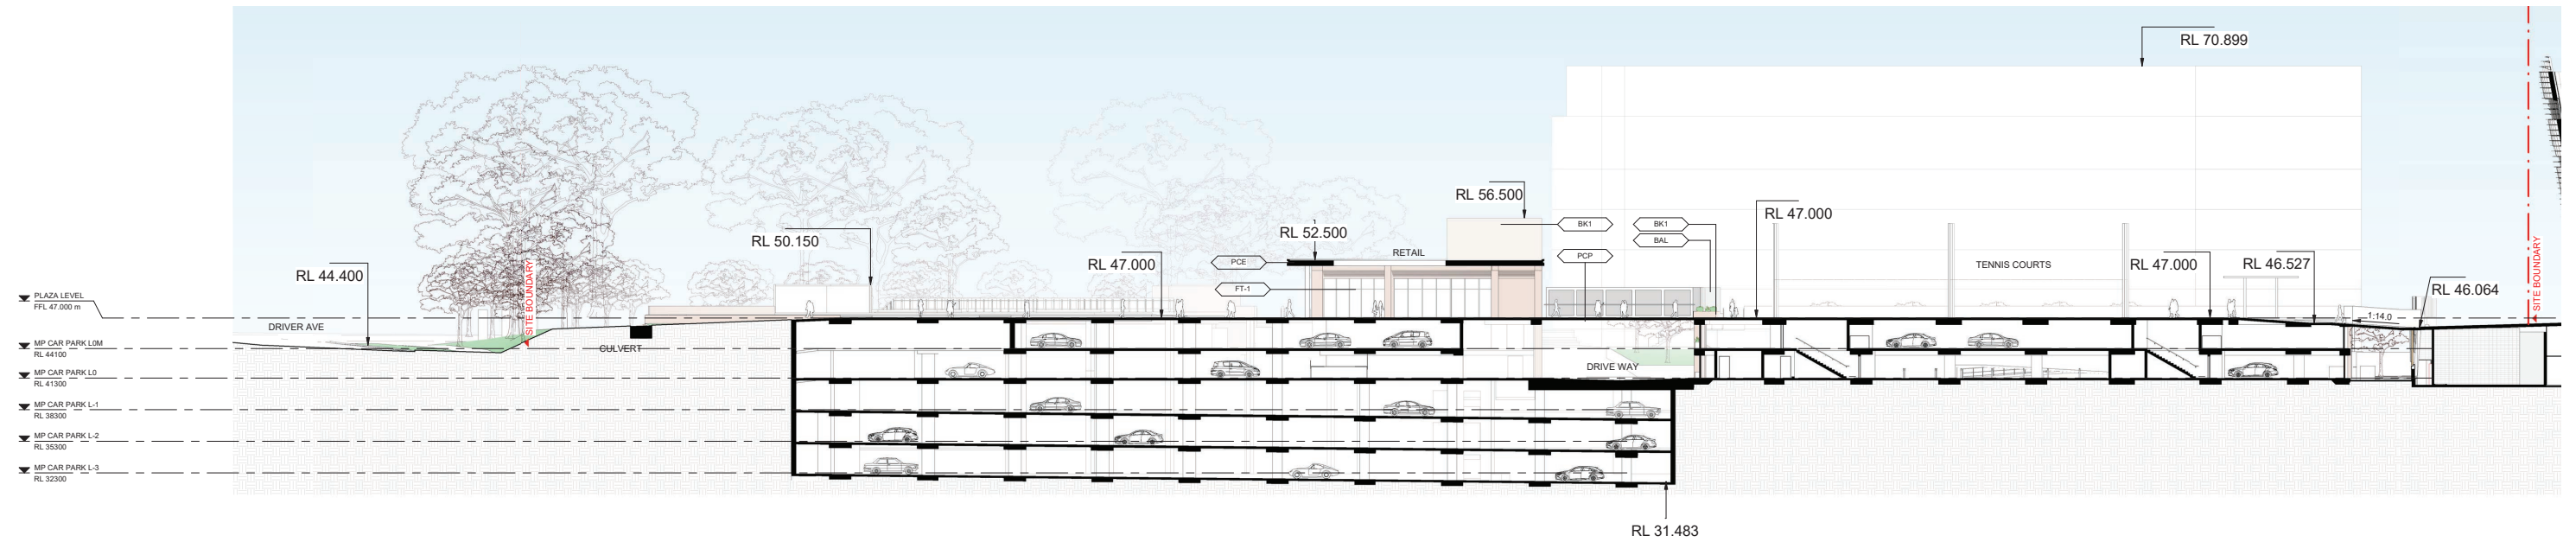 RL 70.899
RL 56.500
BK1
BK1
RL 47.000
RL 50.150
1
RL 52.500
BAL
RETAIL
PCP
PCE
RL 47.000
RL 44.400
SITE BOUNDARY
TENNIS COURTS
RL 47.000
RL 46.527
SITE BOUNDARY
FT-1
RL 46.064
PLAZA LEVEL
FFL 47.000 m
1:14.0
DRIVER AVE
MP CAR PARK L0M
RL 44100
CULVERT
DRIVE WAY
MP CAR PARK L0
RL 41300
MP CAR PARK L-1
RL 38300
MP CAR PARK L-2
RL 35300
MP CAR PARK L-3
RL 32300
RL 31.483